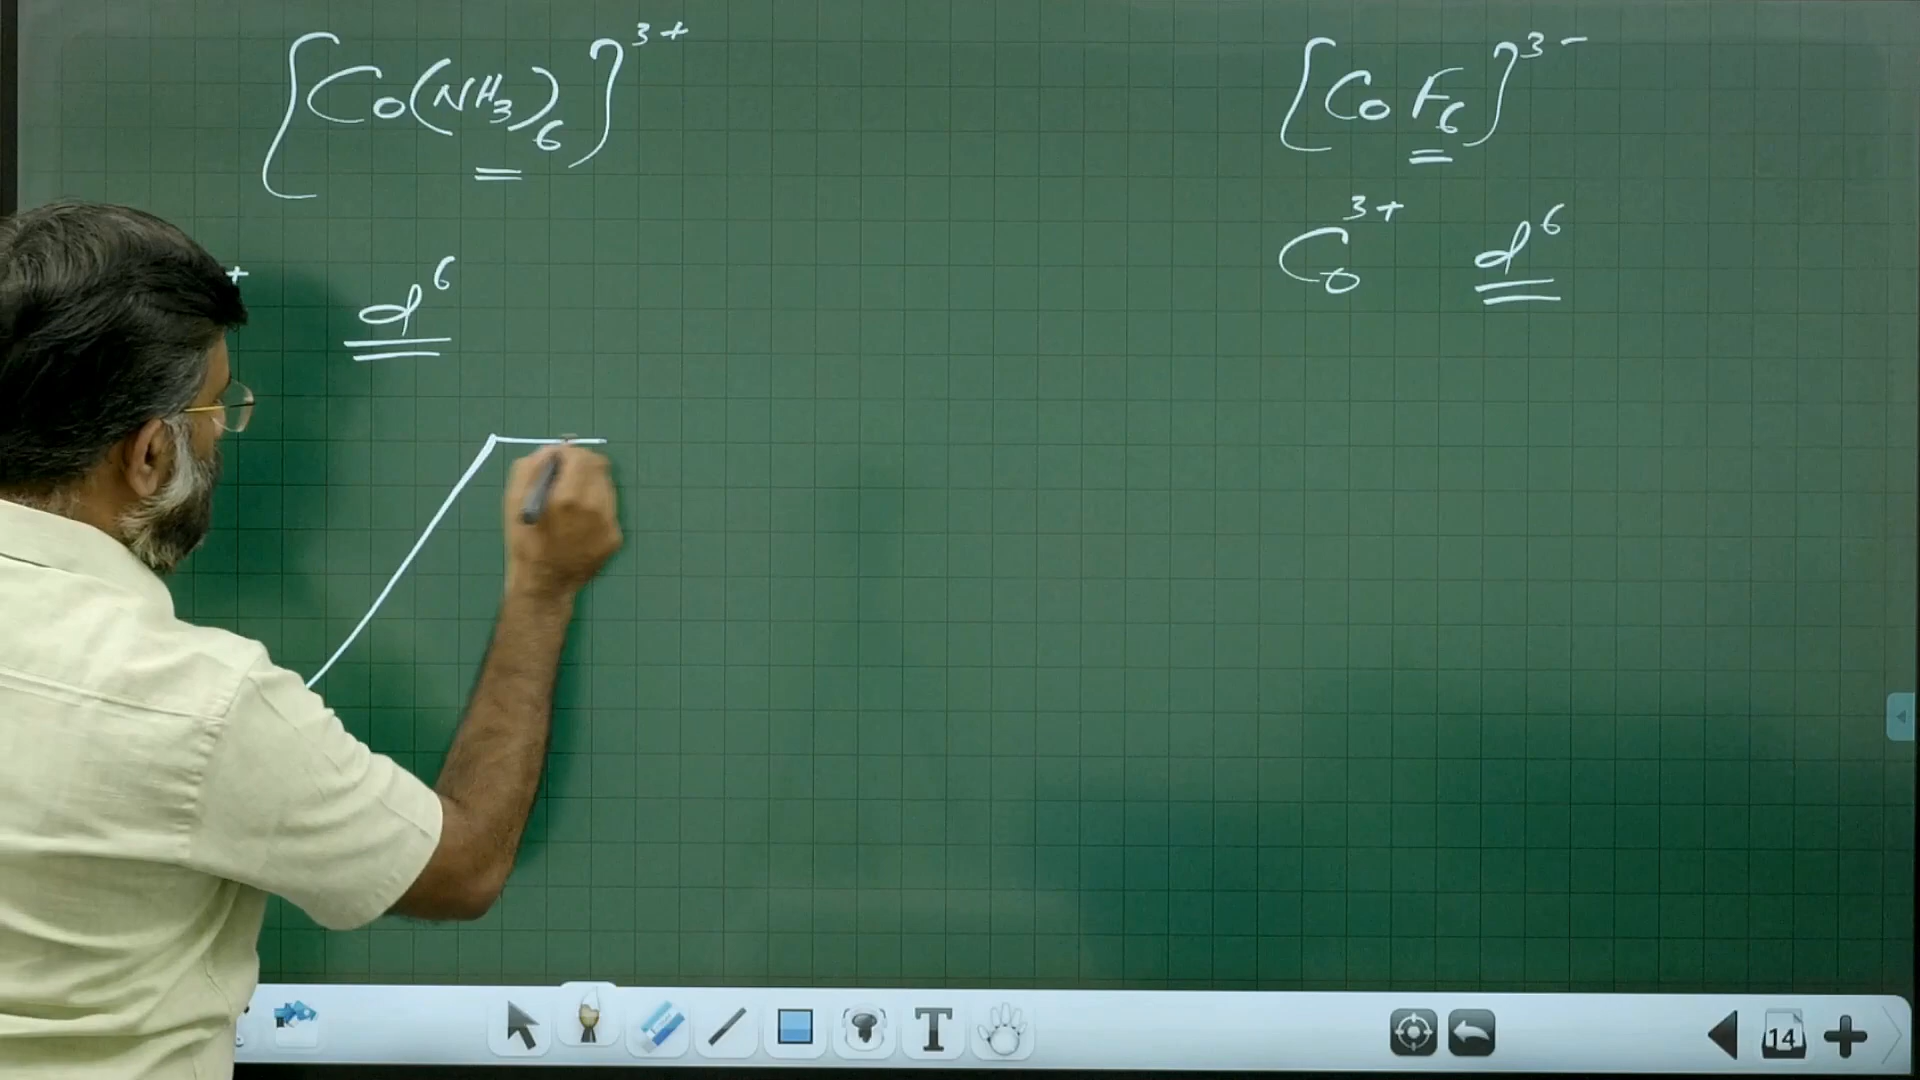 [Co(NH₃)₆]³⁺
[CoF₆]³⁻
⁺ d⁶
Co³⁺ d⁶
T
14